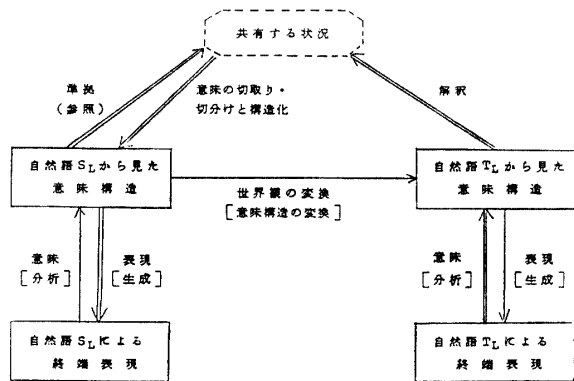 共有する状況
準拠
(参照)
意味の切取り・
切分けと構造化
解釈
自然語SLから見た
意味構造
世界観の変換
[意味構造の変換]
自然語TLから見た
意味構造
意味
[分析]
表現
[生成]
意味
[分析]
表現
[生成]
自然語SLによる
終端表現
自然語TLによる
終端表現